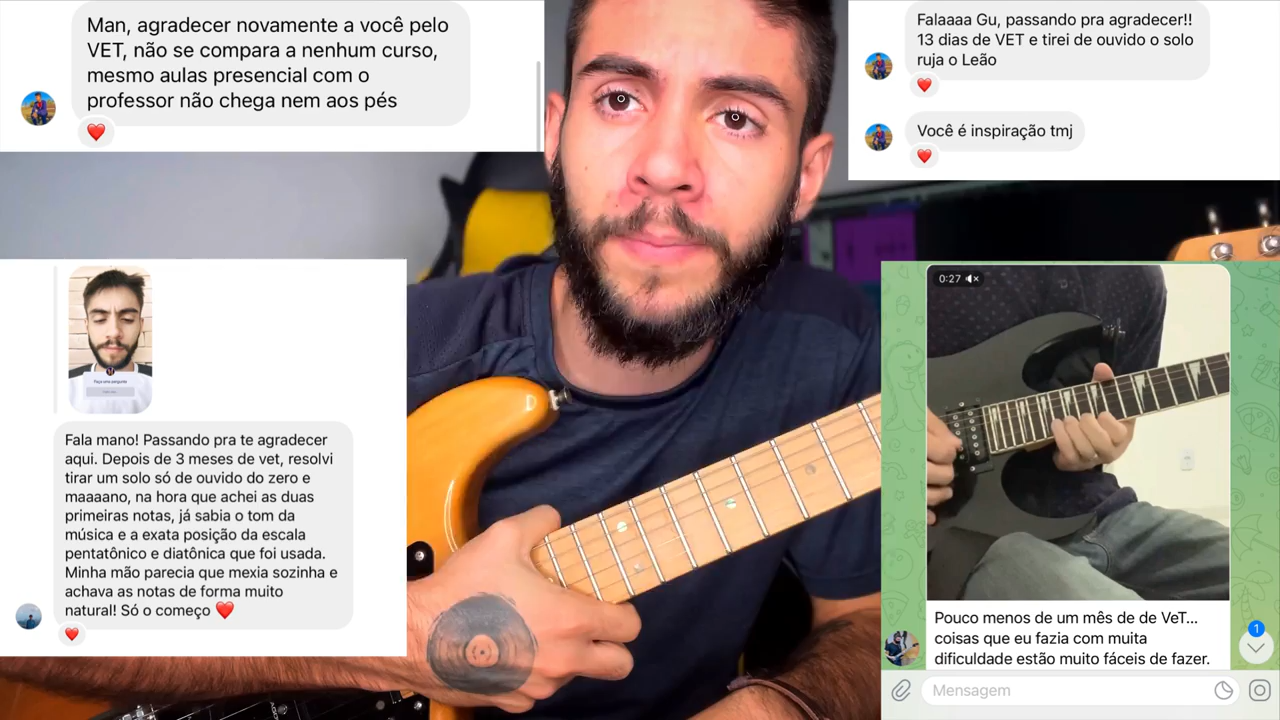 Man, agradecer novamente a você pelo
VET, não se compara a nenhum curso,
mesmo aulas presencial com o
professor não chega nem aos pés
Falaaaa Gu, passando pra agradecer!!
13 dias de VET e tirei de ouvido o solo
ruja o Leão
Você é inspiração tmj
Fala mano! Passando pra te agradecer
aqui. Depois de 3 meses de vet, resolvi
tirar um solo só de ouvido do zero e
maaaano, na hora que achei as duas
primeiras notas, já sabia o tom da
música e a exata posição da escala
pentatônico e diatônica que foi usada.
Minha mão parecia que mexia sozinha e
achava as notas de forma muito
natural! Só o começo ❤️
0:27
Pouco menos de um mês de de VeT...
coisas que eu fazia com muita
dificuldade estão muito fáceis de fazer.
1
Mensagem